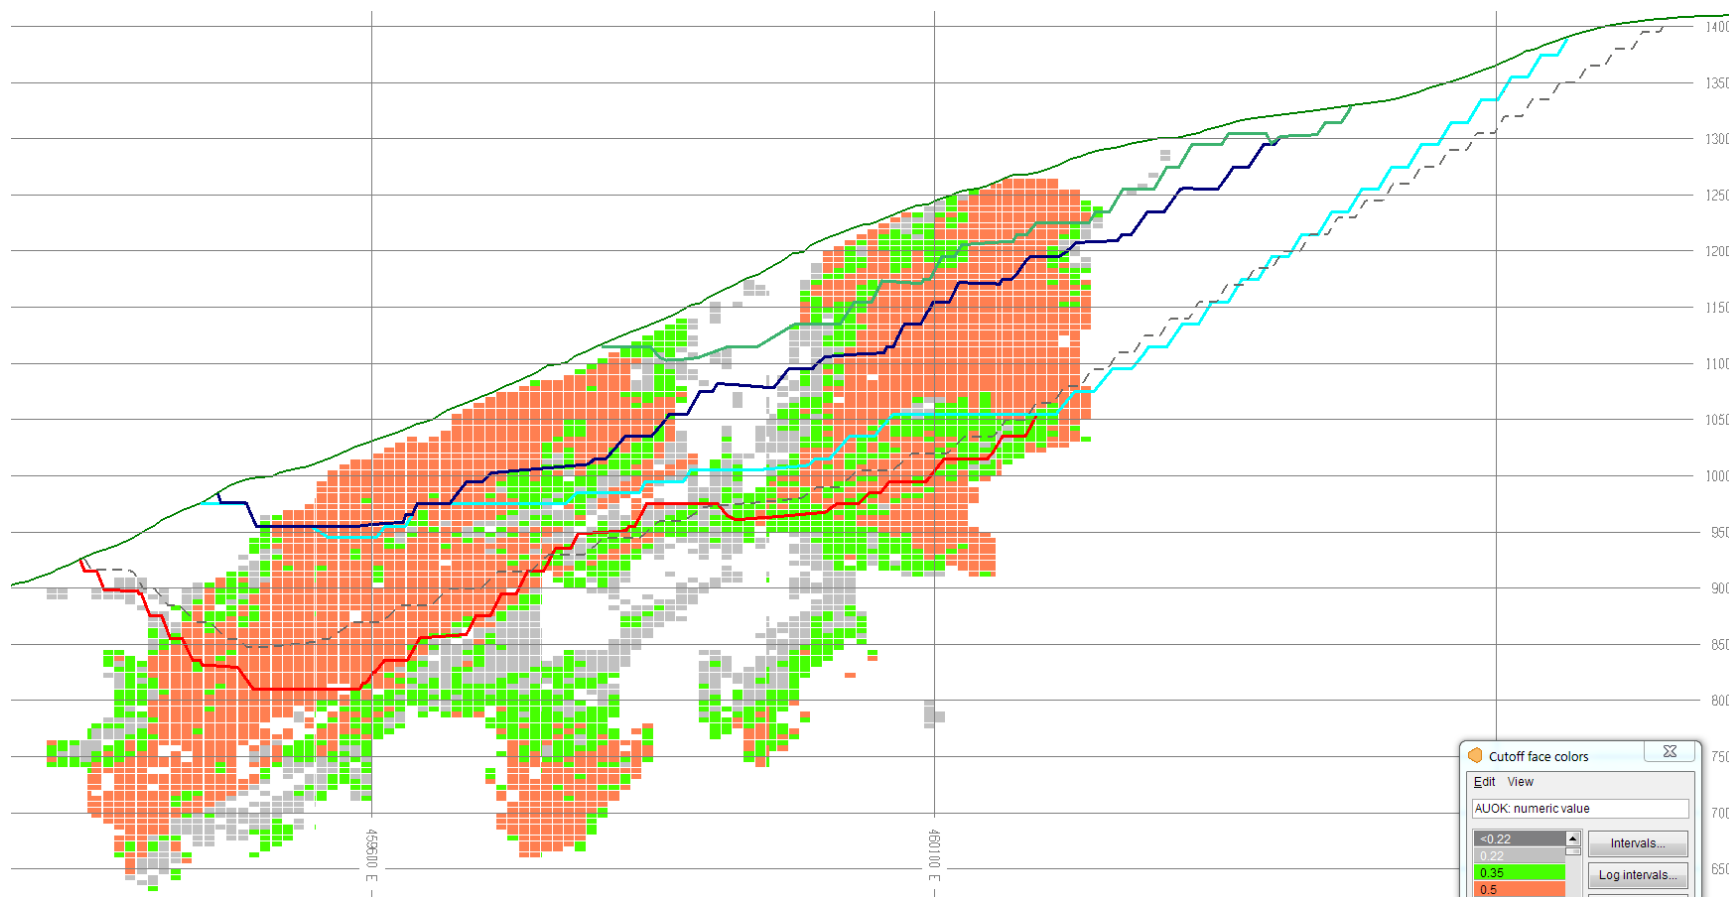 1400
1350
1300
1250
1200
1150
1100
1050
1000
950
900
850
800
750
700
650
459600 E
460100 E
Cutoff face colors
Edit View
AUOK: numeric value
<0.22
Intervals...
0.22
0.35
Log intervals...
0.5